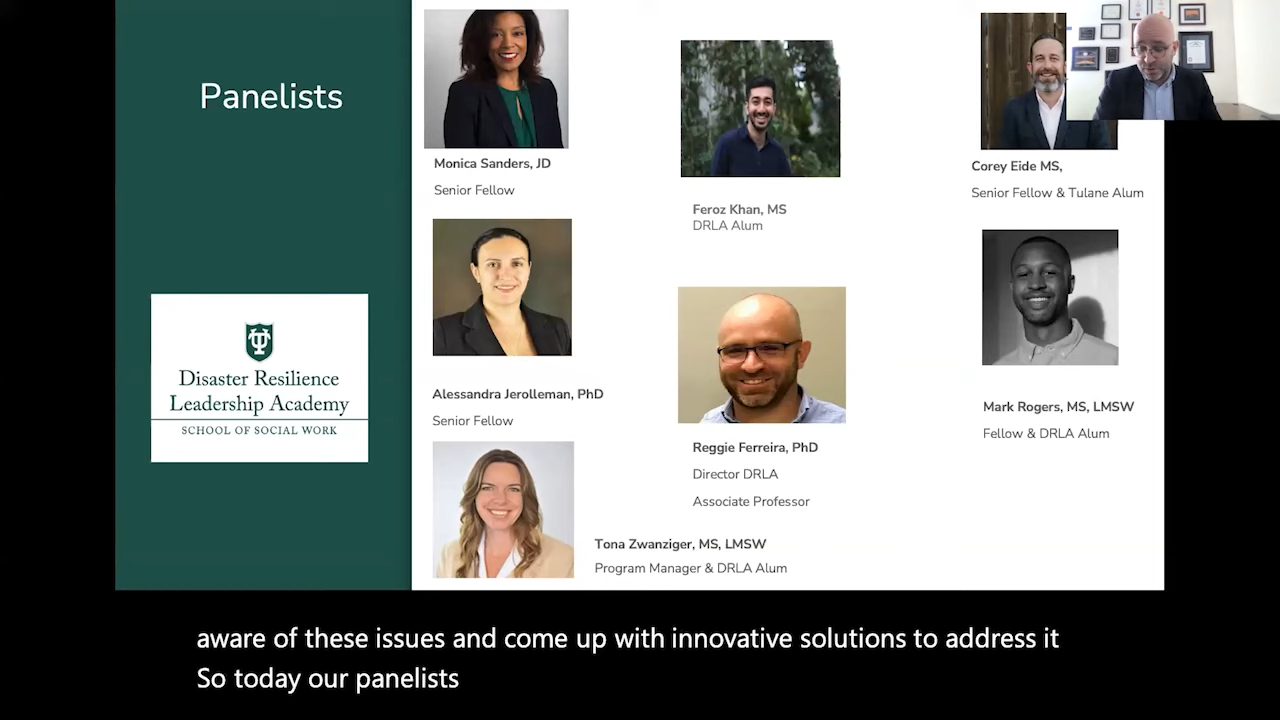 Panelists
Disaster Resilience
Leadership Academy
SCHOOL OF SOCIAL WORK
Monica Sanders, JD
Senior Fellow
Feroz Khan, MS
DRLA Alum
Corey Eide MS,
Senior Fellow & Tulane Alum
Alessandra Jerolleman, PhD
Senior Fellow
Reggie Ferreira, PhD
Director DRLA
Associate Professor
Mark Rogers, MS, LMSW
Fellow & DRLA Alum
Tona Zwanziger, MS, LMSW
Program Manager & DRLA Alum
aware of these issues and come up with innovative solutions to address it
So today our panelists